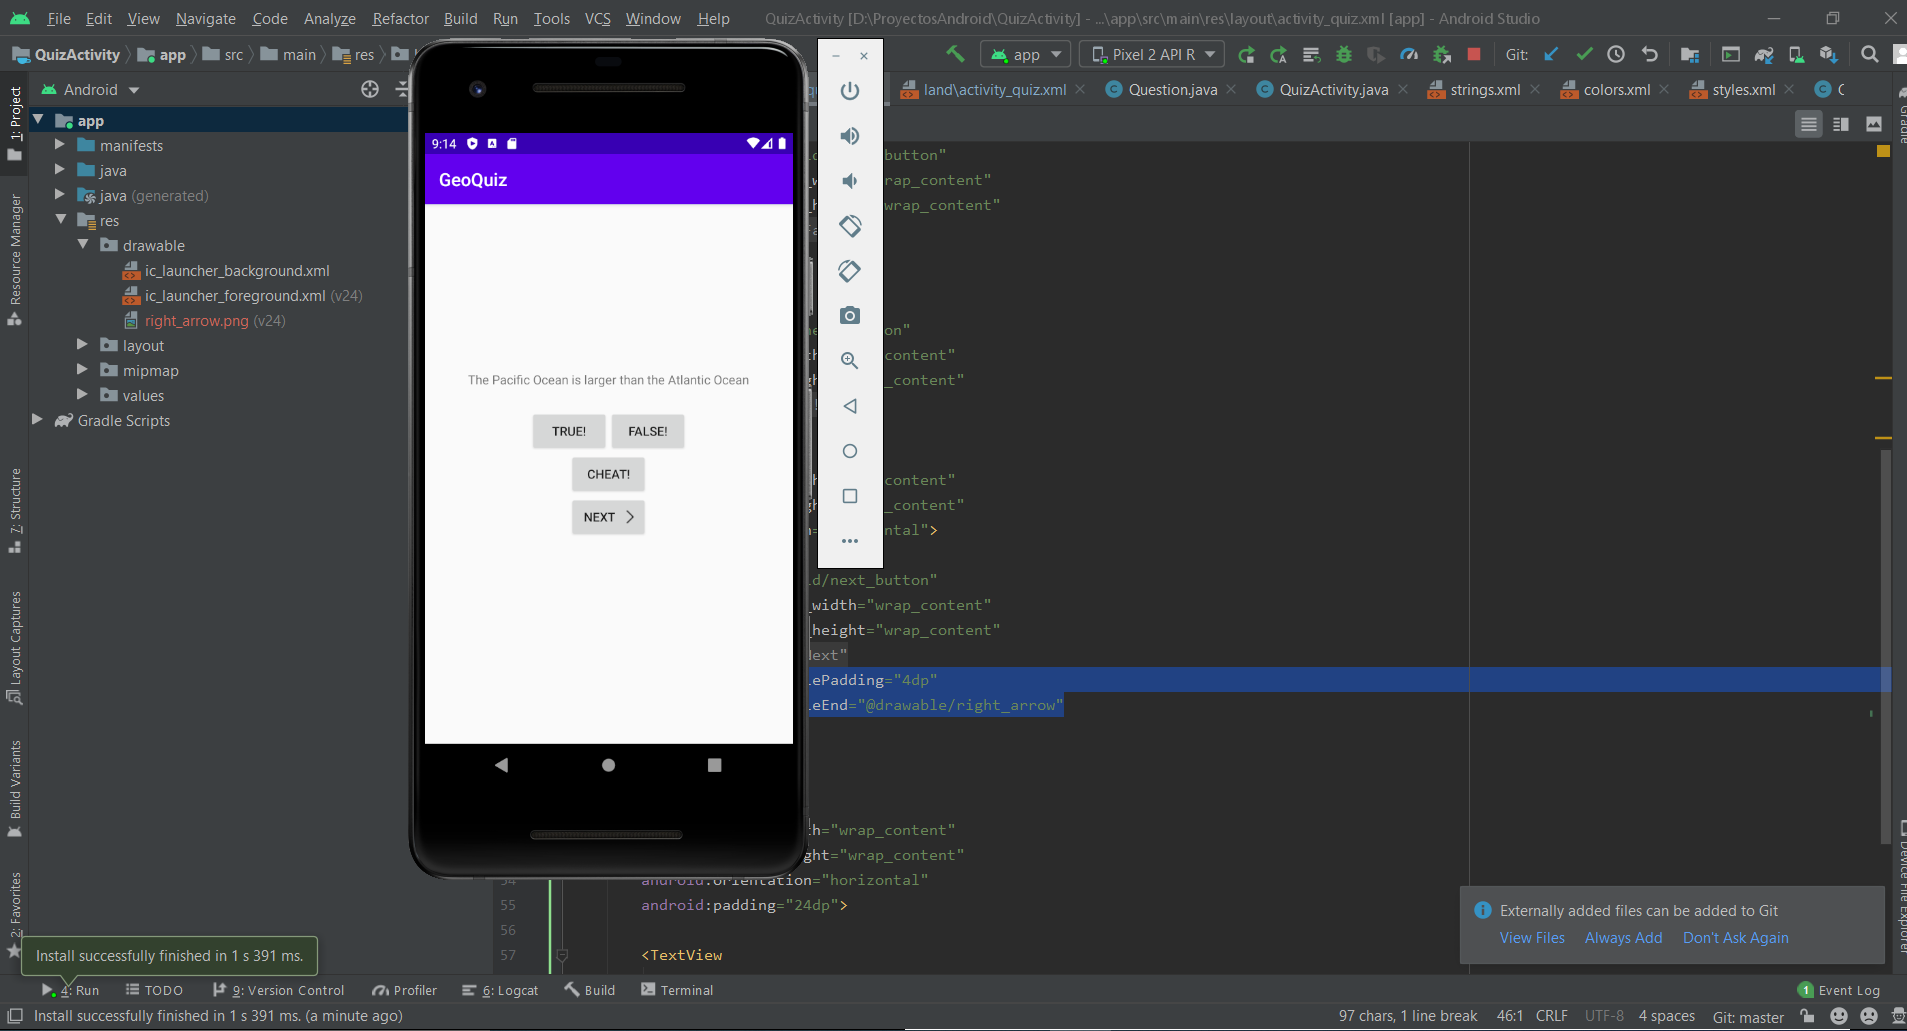 File Edit View Navigate Code Analyze Refactor Build Run Tools VCS Window Help QuizActivity [D:\ProyectosAndroid\QuizActivity] - ...\app\src\main\res\layout\activity_quiz.xml [app] - Android Studio
QuizActivity app src main res app Pixel 2 API R Git:
Android land\activity_quiz.xml Question.java QuizActivity.java strings.xml colors.xml styles.xml
1: Project
Resource Manager
7: Structure
Layout Captures
Build Variants
2: Favorites
app
manifests
java
java (generated)
res
drawable
ic_launcher_background.xml
ic_launcher_foreground.xml (v24)
right_arrow.png (v24)
layout
mipmap
values
Gradle Scripts
9:14
GeoQuiz
The Pacific Ocean is larger than the Atlantic Ocean
TRUE! FALSE!
CHEAT!
NEXT
button"
rap_content"
wrap_content"
on"
content"
_content"
content"
_content"
ntal">
d/next_button"
_width="wrap_content"
height="wrap_content"
ext"
ePadding="4dp"
eEnd="@drawable/right_arrow"
h="wrap_content"
ght="wrap_content"
54 android:orientation="horizontal"
55 android:padding="24dp">
56
57 <TextView
Gradle
Device File Explorer
Externally added files can be added to Git
View Files Always Add Don't Ask Again
Install successfully finished in 1 s 391 ms.
4: Run TODO 9: Version Control Profiler 6: Logcat Build Terminal 1 Event Log
Install successfully finished in 1 s 391 ms. (a minute ago) 97 chars, 1 line break 46:1 CRLF UTF-8 4 spaces Git: master